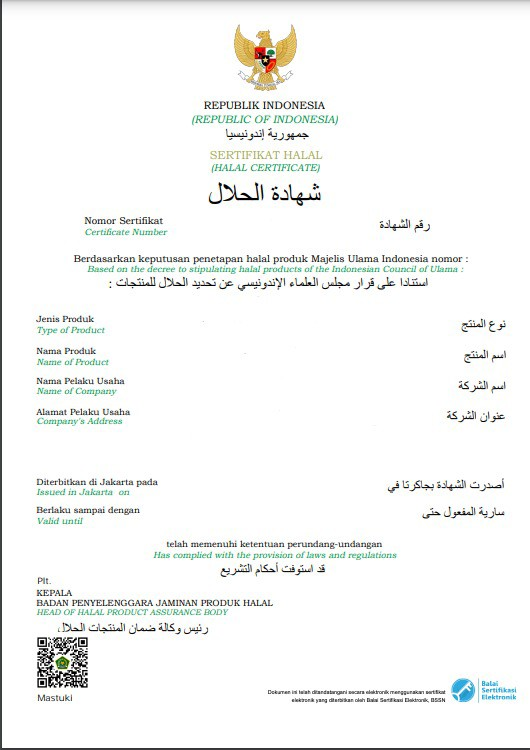 REPUBLIK INDONESIA
(REPUBLIC OF INDONESIA)
جمهورية إندونيسيا
SERTIFIKAT HALAL
(HALAL CERTIFICATE)
شهادة الحلال
Nomor Sertifikat رقم الشهادة
Certificate Number
Berdasarkan keputusan penetapan halal produk Majelis Ulama Indonesia nomor :
Based on the decree to stipulating halal products of the Indonesian Council of Ulama :
استنادا على قرار مجلس العلماء الإندونيسي عن تحديد الحلال للمنتجات :
Jenis Produk نوع المنتج
Type of Product
Nama Produk اسم المنتج
Name of Product
Nama Pelaku Usaha اسم الشركة
Name of Company
Alamat Pelaku Usaha عنوان الشركة
Company's Address
Diterbitkan di Jakarta pada أصدرت الشهادة بجاكرتا في
Issued in Jakarta on
Berlaku sampai dengan سارية المفعول حتى
Valid until
telah memenuhi ketentuan perundang-undangan
Has complied with the provision of laws and regulations
قد استوفت أحكام التشريع
Plt.
KEPALA
BADAN PENYELENGGARA JAMINAN PRODUK HALAL
HEAD OF HALAL PRODUCT ASSURANCE BODY
رئيس وكالة ضمان المنتجات الحلال
Mastuki
Dokumen ini telah ditandatangani secara elektronik menggunakan sertifikat
elektronik yang diterbitkan oleh Balai Sertifikasi Elektronik, BSSN
Balai
Sertifikasi
Elektronik